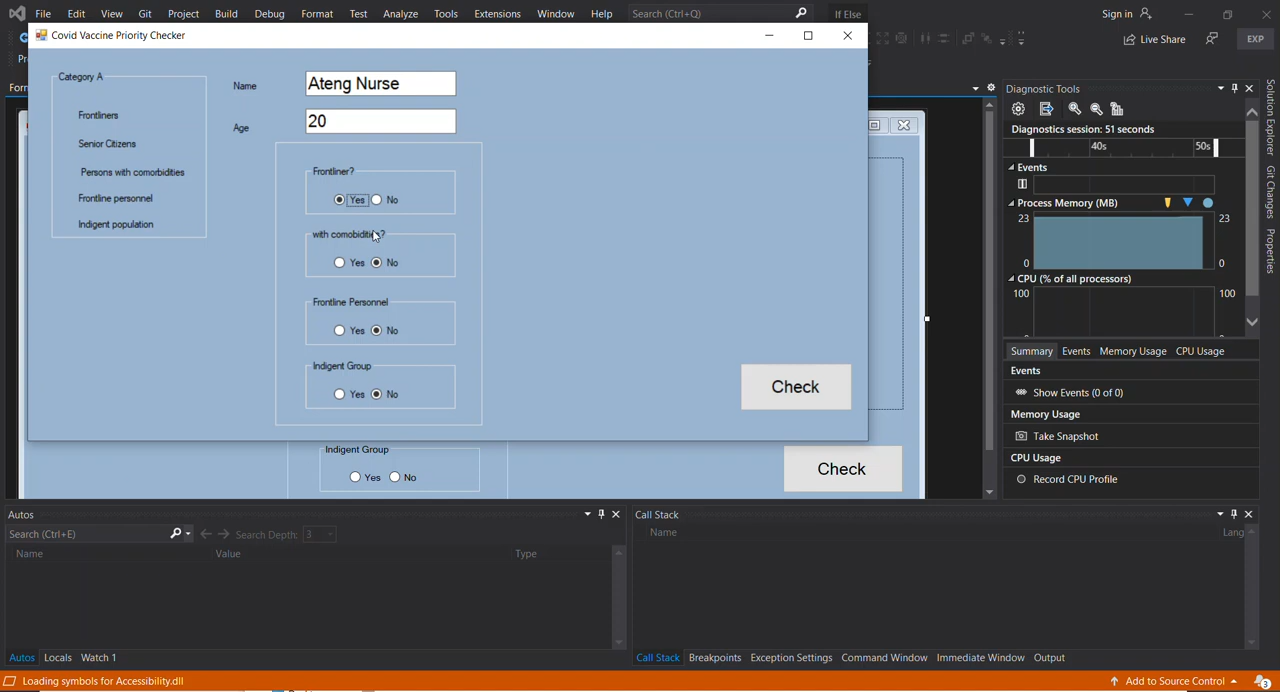 File Edit View Git Project Build Debug Format Test Analyze Tools Extensions Window Help Search (Ctrl+Q) If Else Sign in
Covid Vaccine Priority Checker
Live Share EXP
Category A
Frontliners
Senior Citizens
Persons with comorbidities
Frontline personnel
Indigent population
Name Ateng Nurse
Age 20
Frontliner?
Yes No
with comobidities?
Yes No
Frontline Personnel
Yes No
Indigent Group
Yes No
Check
Indigent Group
Yes No
Check
Diagnostic Tools
Diagnostics session: 51 seconds
40s 50s
Events
Process Memory (MB)
23 23
0 0
CPU (% of all processors)
100 100
Summary Events Memory Usage CPU Usage
Events
Show Events (0 of 0)
Memory Usage
Take Snapshot
CPU Usage
Record CPU Profile
Solution Explorer
Git Changes
Properties
Autos
Search (Ctrl+E) Search Depth: 3
Name Value Type
Autos Locals Watch 1
Call Stack
Name Lang
Call Stack Breakpoints Exception Settings Command Window Immediate Window Output
Loading symbols for Accessibility.dll Add to Source Control 3